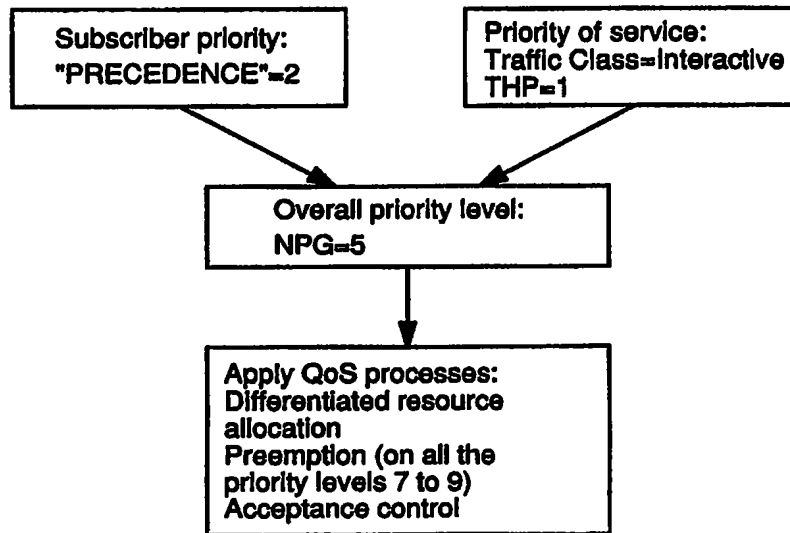 Subscriber priority:
"PRECEDENCE"=2
Priority of service:
Traffic Class=Interactive
THP=1
Overall priority level:
NPG=5
Apply QoS processes:
Differentiated resource
allocation
Preemption (on all the
priority levels 7 to 9)
Acceptance control